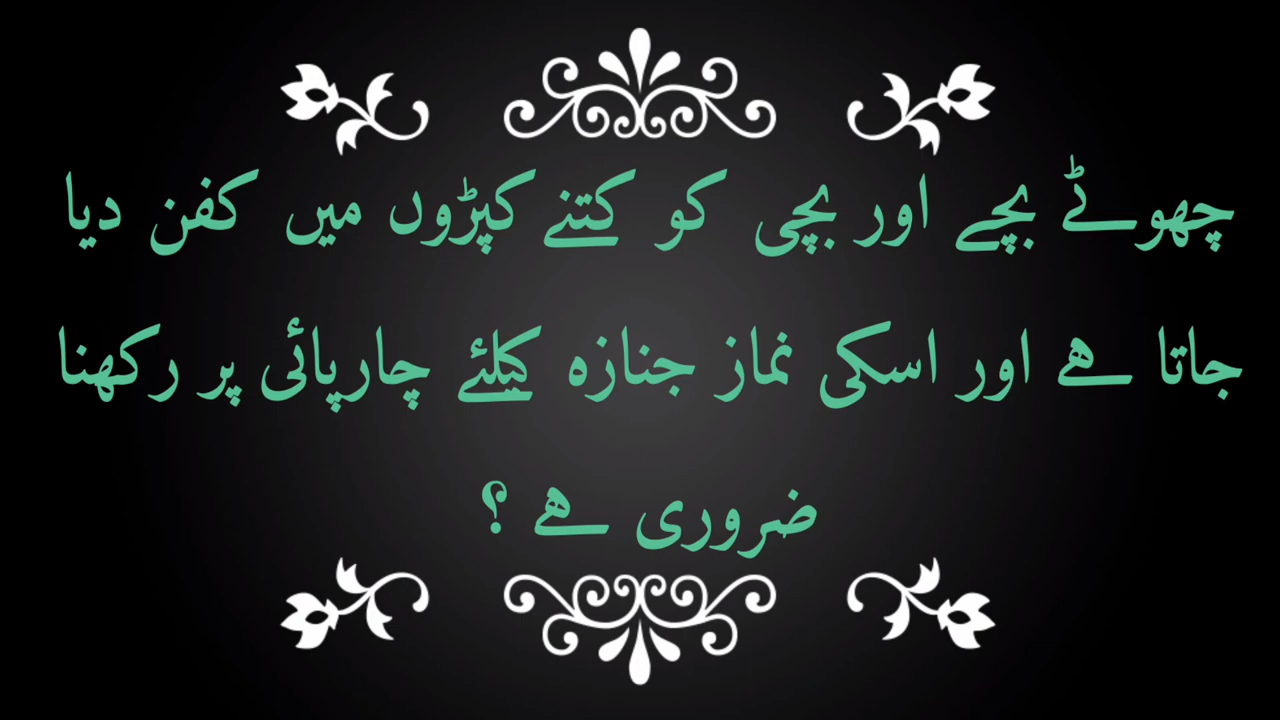 چھوٹے بچے اور بچی کو کتنے کپڑوں میں کفن دیا
جاتا ہے اور اسکی نماز جنازہ کیلئے چارپائی پر رکھنا
ضروری ہے ؟